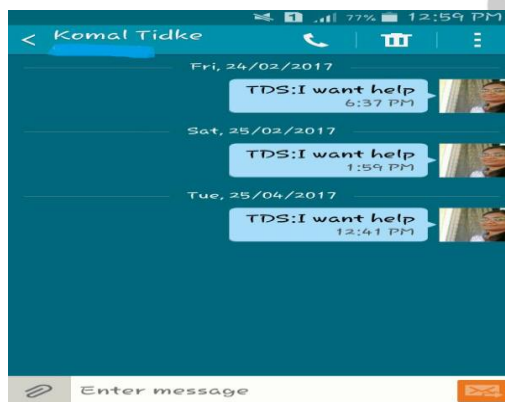 1 77% 12:59 PM
< Komal Tidke
Fri, 24/02/2017
TDS:I want help
6:37 PM
Sat, 25/02/2017
TDS:I want help
1:59 PM
Tue, 25/04/2017
TDS:I want help
12:41 PM
Enter message